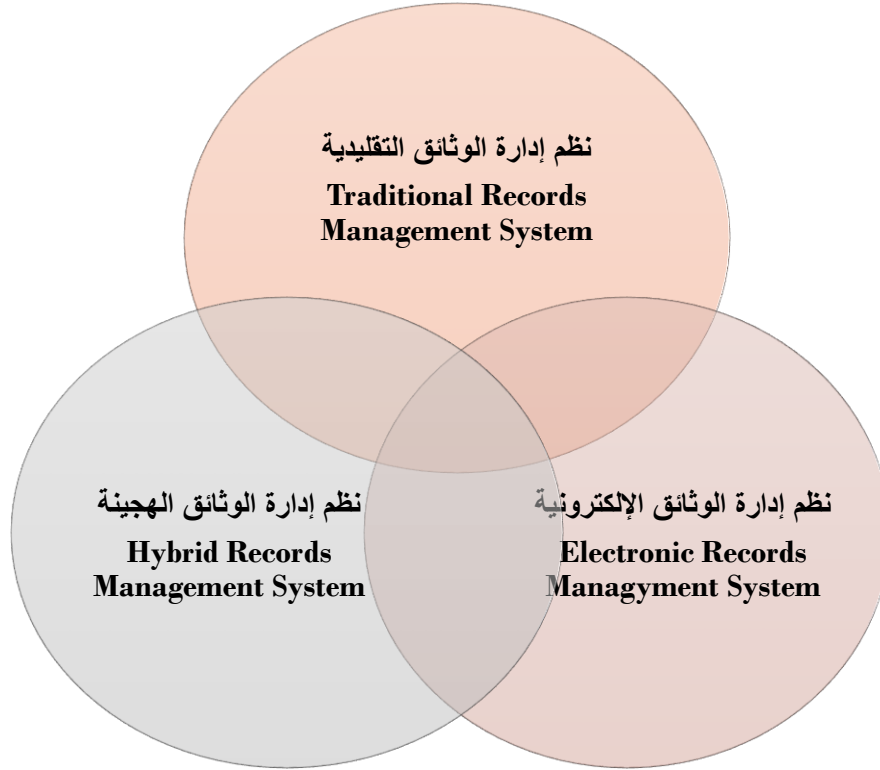 نظم إدارة الوثائق التقليدية
Traditional Records
Management System
نظم إدارة الوثائق الهجينة
Hybrid Records
Management System
نظم إدارة الوثائق الإلكترونية
Electronic Records
Managyment System